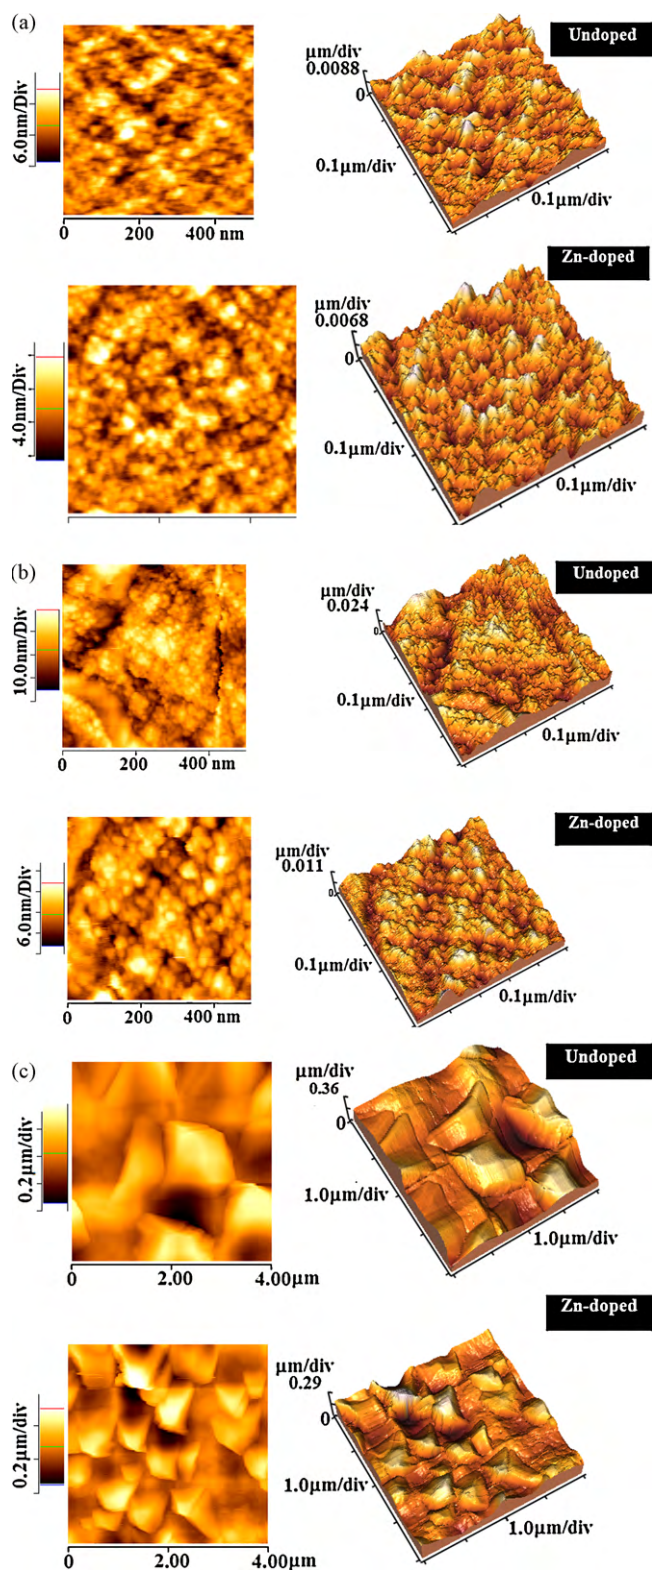 (a)
Undoped
6.0nm/Div
0
200
400 nm
µm/div
0.0088
0
0.1µm/div
0.1µm/div
Zn-doped
4.0nm/Div
µm/div
0.0068
0
0.1µm/div
0.1µm/div
(b)
Undoped
10.0nm/Div
0
200
400 nm
µm/div
0.024
0
0.1µm/div
0.1µm/div
Zn-doped
6.0nm/Div
0
200
400 nm
µm/div
0.011
0
0.1µm/div
0.1µm/div
(c)
Undoped
0.2µm/div
0
2.00
4.00µm
µm/div
0.36
0
1.0µm/div
1.0µm/div
Zn-doped
0.2µm/div
0
2.00
4.00µm
µm/div
0.29
0
1.0µm/div
1.0µm/div